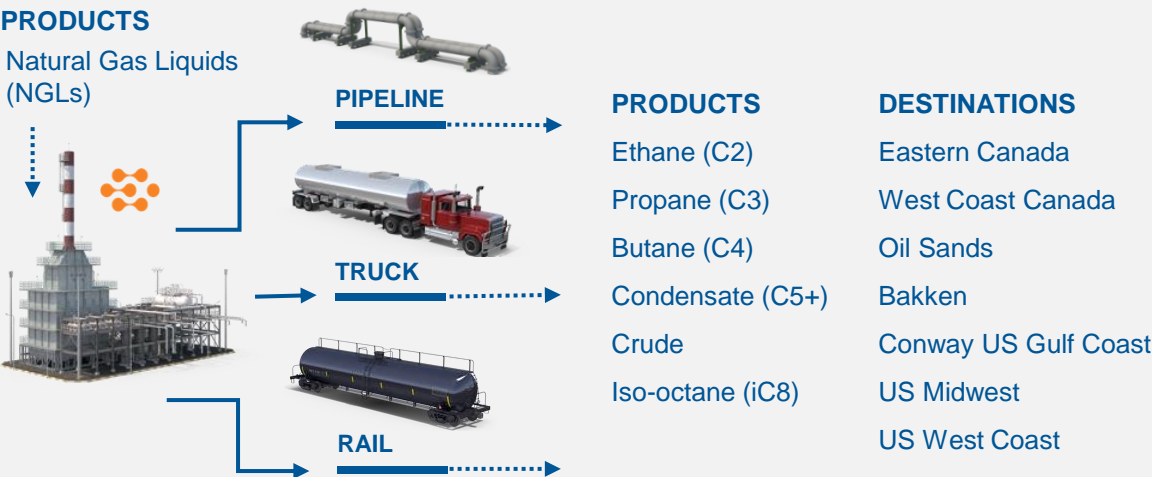 PRODUCTS
Natural Gas Liquids
(NGLs)
PIPELINE
TRUCK
RAIL
PRODUCTS
Ethane (C2)
Propane (C3)
Butane (C4)
Condensate (C5+)
Crude
Iso-octane (iC8)
DESTINATIONS
Eastern Canada
West Coast Canada
Oil Sands
Bakken
Conway US Gulf Coast
US Midwest
US West Coast